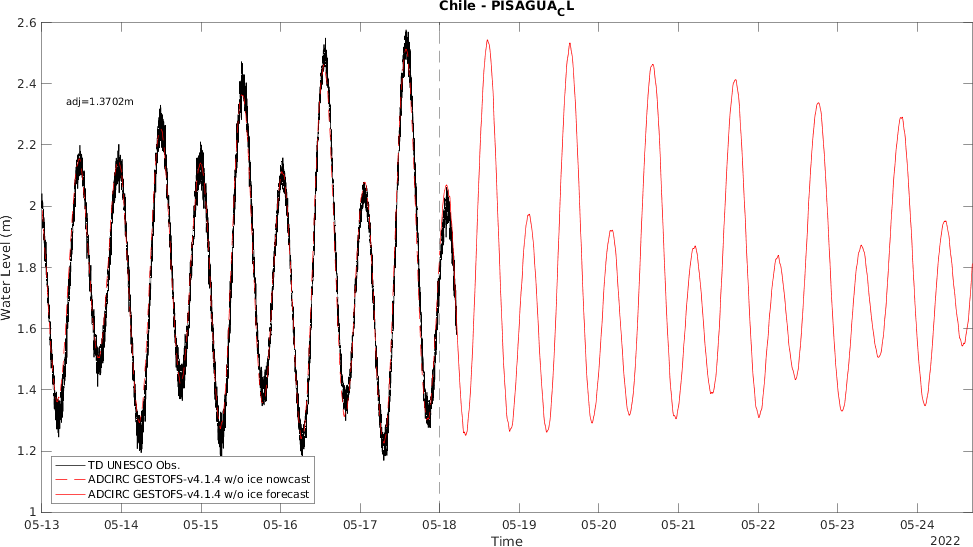 Chile - PISAGUA_CL
2.6
2.4
adj=1.3702m
2.2
2
1.8
1.6
1.4
1.2
1
Water Level (m)
TD UNESCO Obs.
ADCIRC GESTOFS-v4.1.4 w/o ice nowcast
ADCIRC GESTOFS-v4.1.4 w/o ice forecast
05-13 05-14 05-15 05-16 05-17 05-18 05-19 05-20 05-21 05-22 05-23 05-24
Time
2022